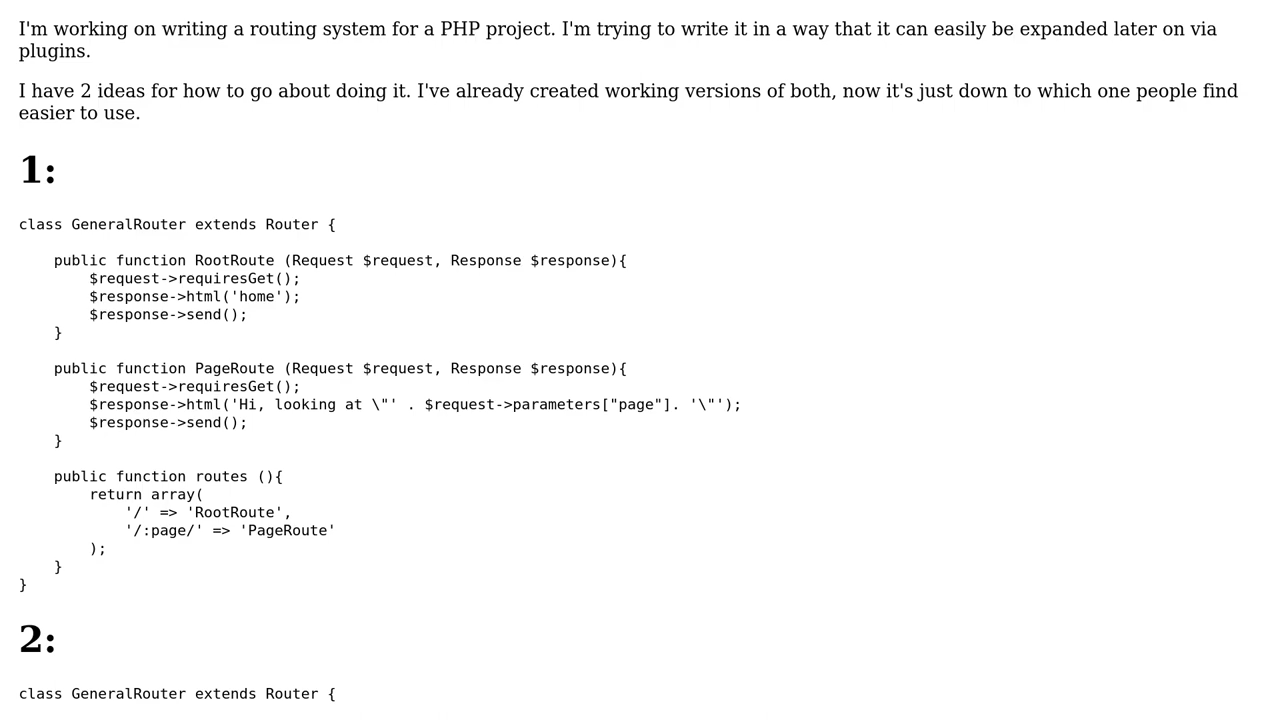 I'm working on writing a routing system for a PHP project. I'm trying to write it in a way that it can easily be expanded later on via
plugins.
I have 2 ideas for how to go about doing it. I've already created working versions of both, now it's just down to which one people find
easier to use.
1:
class GeneralRouter extends Router {
    public function RootRoute (Request $request, Response $response){
        $request->requiresGet();
        $response->html('home');
        $response->send();
    }
    public function PageRoute (Request $request, Response $response){
        $request->requiresGet();
        $response->html('Hi, looking at \"' . $request->parameters["page"]. '\"');
        $response->send();
    }
    public function routes (){
        return array(
            '/' => 'RootRoute',
            '/:page/' => 'PageRoute'
        );
    }
}
2:
class GeneralRouter extends Router {